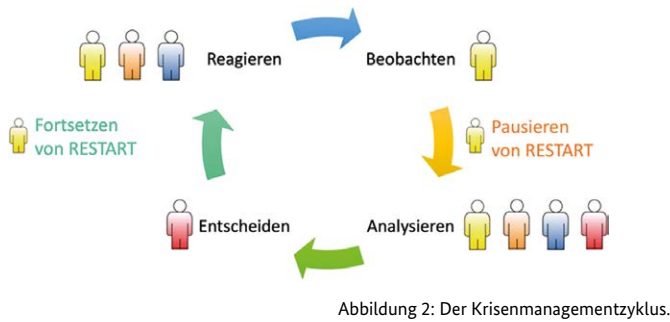 Reagieren
Beobachten
Fortsetzen
von RESTART
Pausieren
von RESTART
Entscheiden
Analysieren
Abbildung 2: Der Krisenmanagementzyklus.